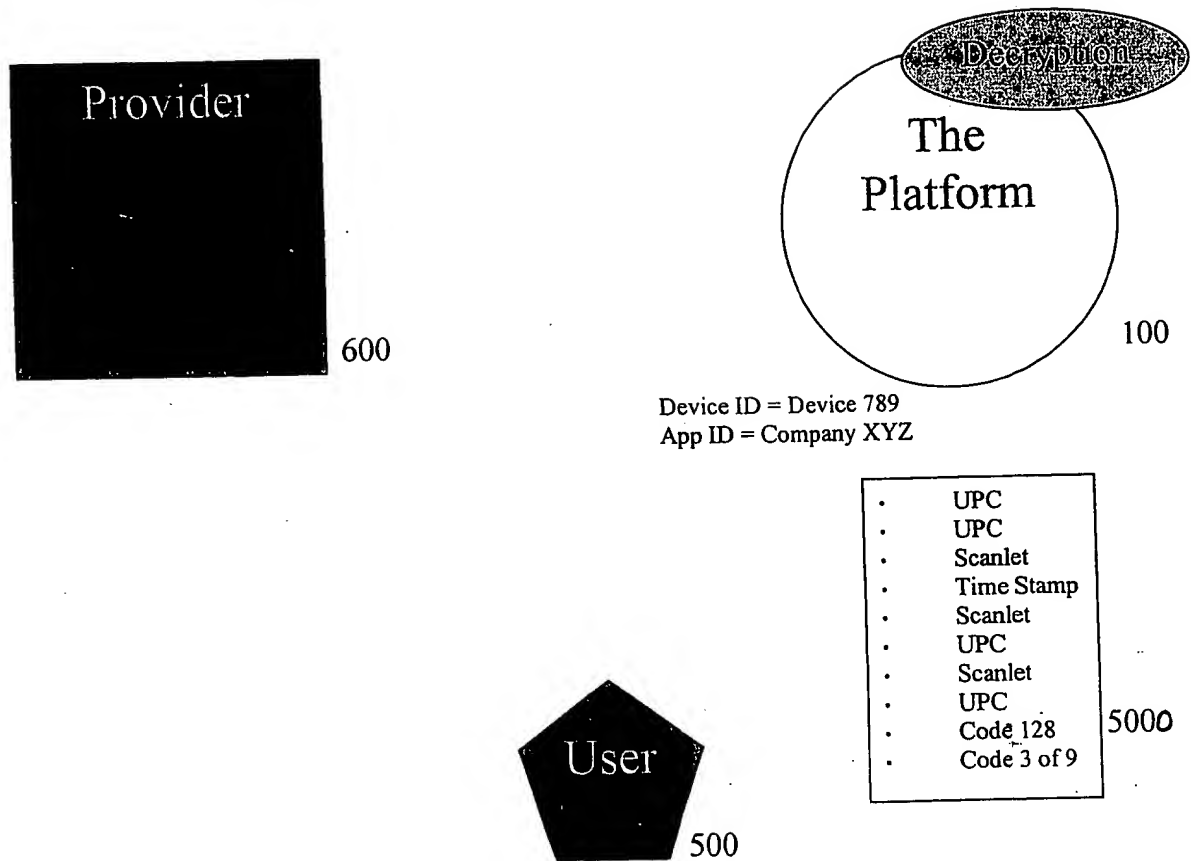 Provider
600
Decryption
The
Platform
100
Device ID = Device 789
App ID = Company XYZ
· UPC
· UPC
· Scanlet
· Time Stamp
· Scanlet
· UPC
· Scanlet
· UPC
· Code 128
· Code 3 of 9
5000
User
500